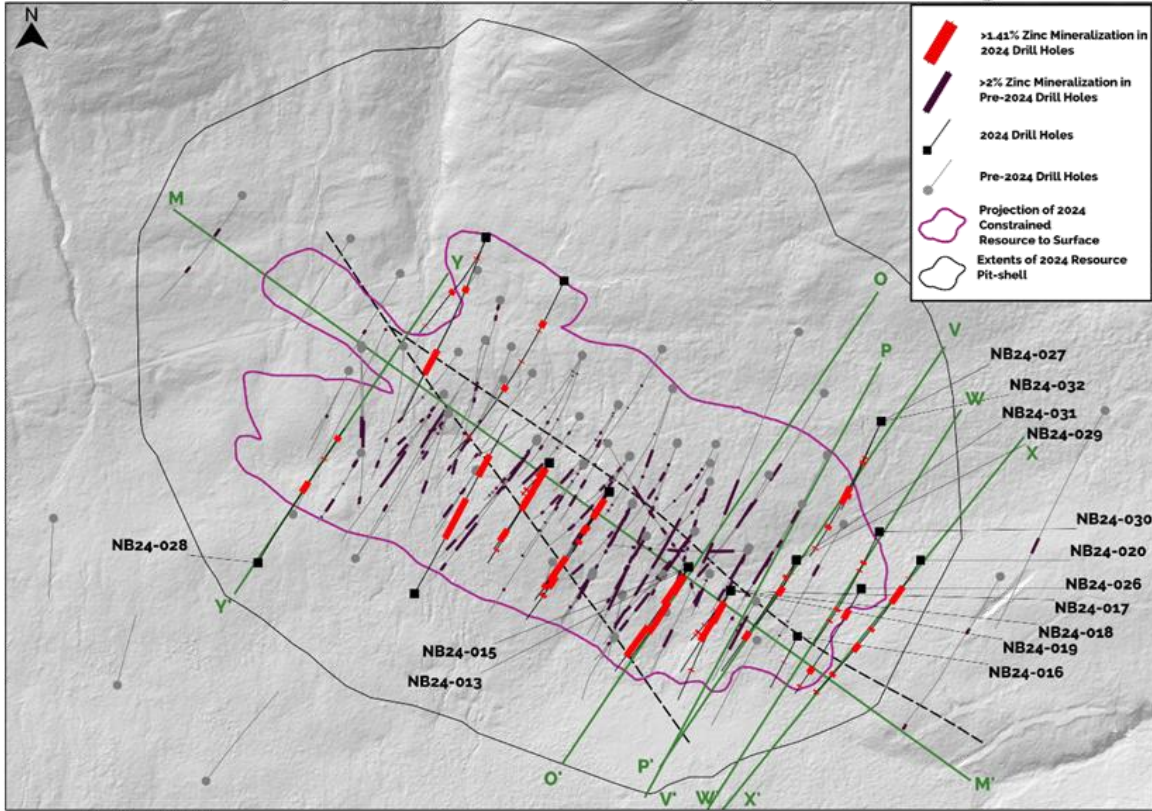 N
>1.41% Zinc Mineralization in
2024 Drill Holes
>2% Zinc Mineralization in
Pre-2024 Drill Holes
2024 Drill Holes
Pre-2024 Drill Holes
Projection of 2024
Constrained
Resource to Surface
Extents of 2024 Resource
Pit-shell
M
Y
O
V
P
NB24-027
NB24-032
W
NB24-031
NB24-029
X
NB24-030
NB24-028
NB24-020
NB24-026
Y'
NB24-017
NB24-018
NB24-015
NB24-019
NB24-016
NB24-013
O'
P'
M'
V'
W'
X'